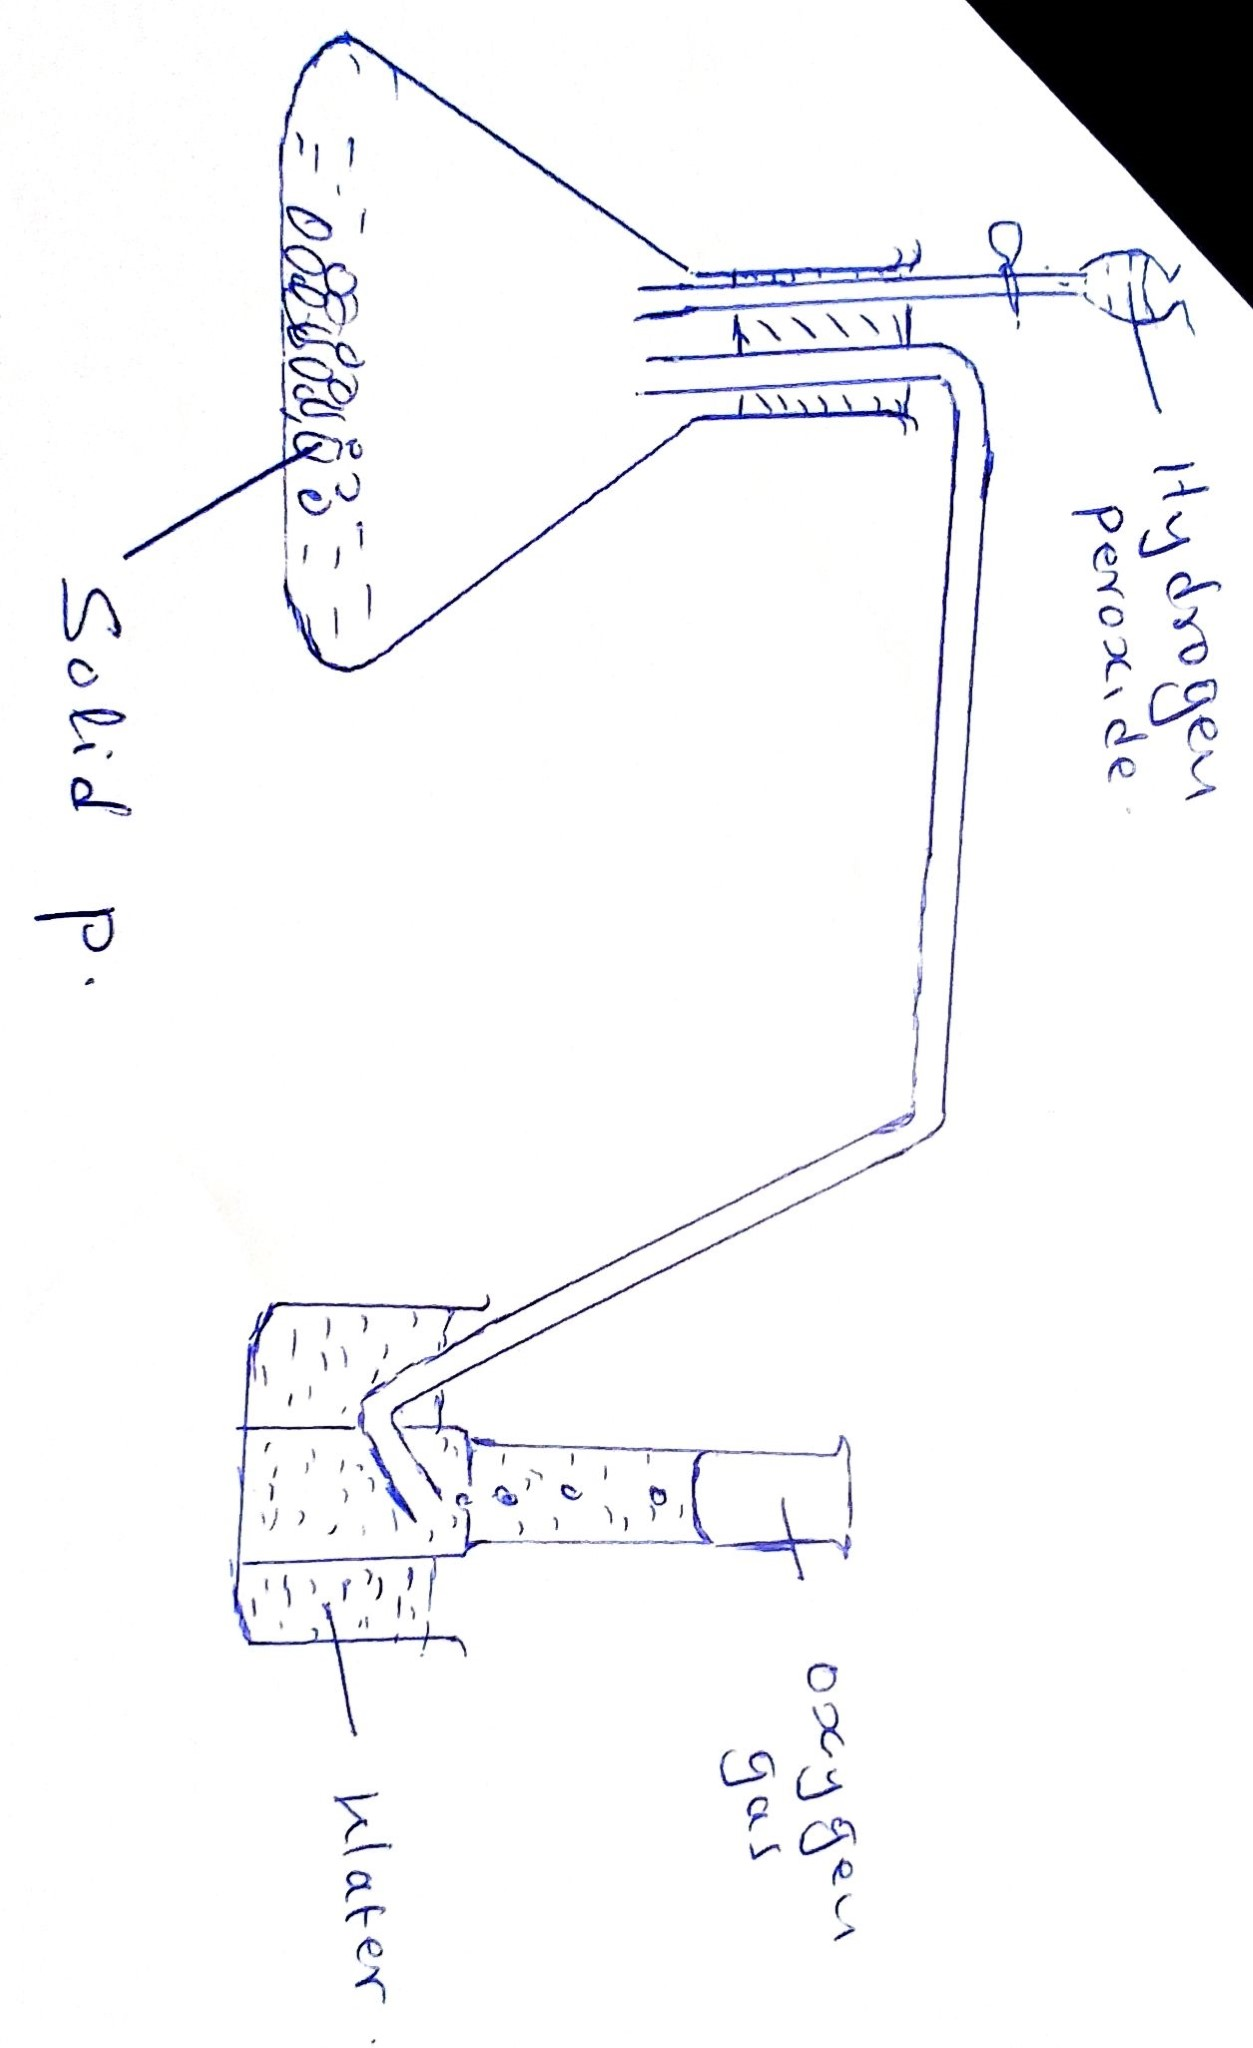 Hydrogen
peroxide.
Solid p.
oxygen
gas
Water.